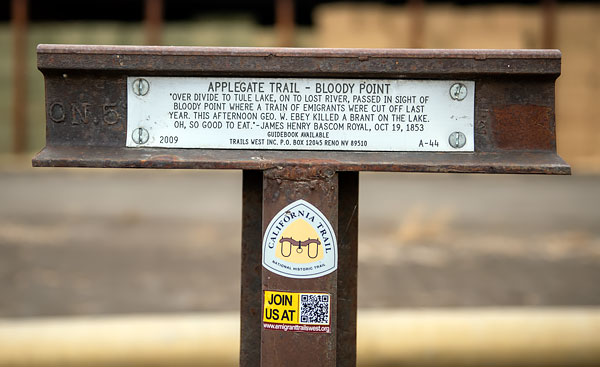 APPLEGATE TRAIL - BLOODY POINT
"OVER DIVIDE TO TULE LAKE, ON TO LOST RIVER, PASSED IN SIGHT OF
BLOODY POINT WHERE A TRAIN OF EMIGRANTS WERE CUT OFF LAST
YEAR. THIS AFTERNOON GEO. W. EBEY KILLED A BRANT ON THE LAKE.
OH, SO GOOD TO EAT."-JAMES HENRY BASCOM ROYAL, OCT 19, 1853
GUIDEBOOK AVAILABLE
2009 TRAILS WEST INC. P.O. BOX 12045 RENO NV 89510 A-44
ON 5
CALIFORNIA TRAIL
NATIONAL HISTORIC TRAIL
JOIN
US AT
www.emigranttrailswest.org